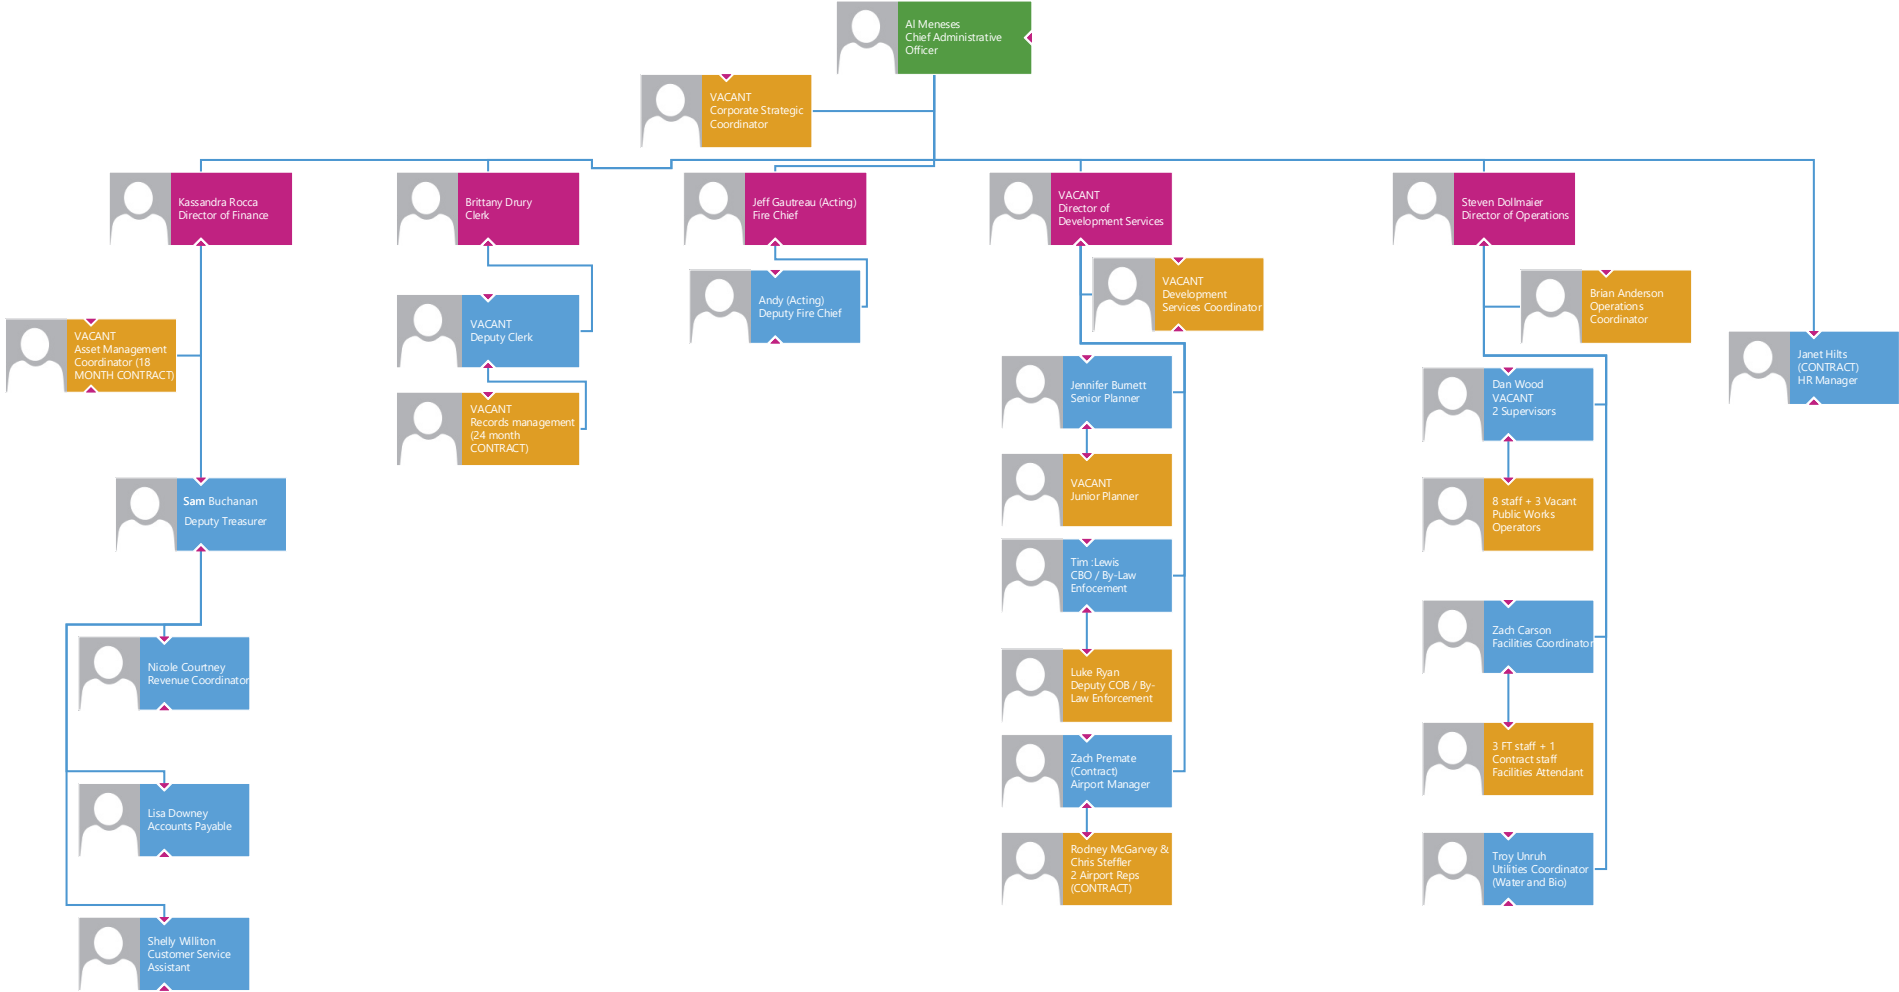 Al Meneses
Chief Administrative
Officer
VACANT
Corporate Strategic
Coordinator
Kassandra Rocca
Director of Finance
Brittany Drury
Clerk
Jeff Gautreau (Acting)
Fire Chief
VACANT
Director of
Development Services
Steven Dollmaier
Director of Operations
VACANT
Asset Management
Coordinator (18
MONTH CONTRACT)
Sam Buchanan
Deputy Treasurer
Nicole Courtney
Revenue Coordinator
Lisa Downey
Accounts Payable
Shelly Williton
Customer Service
Assistant
VACANT
Deputy Clerk
VACANT
Records management
(24 month
CONTRACT)
Andy (Acting)
Deputy Fire Chief
VACANT
Development
Services Coordinator
Jennifer Burnett
Senior Planner
VACANT
Junior Planner
Tim :Lewis
CBO / By-Law
Enfocement
Luke Ryan
Deputy COB / By-
Law Enforcement
Zach Premate
(Contract)
Airport Manager
Rodney McGarvey &
Chris Steffler
2 Airport Reps
(CONTRACT)
Brian Anderson
Operations
Coordinator
Dan Wood
VACANT
2 Supervisors
8 staff + 3 Vacant
Public Works
Operators
Zach Carson
Facilities Coordinator
3 FT staff + 1
Contract staff
Facilities Attendant
Troy Unruh
Utilities Coordinator
(Water and Bio)
Janet Hilts
(CONTRACT)
HR Manager